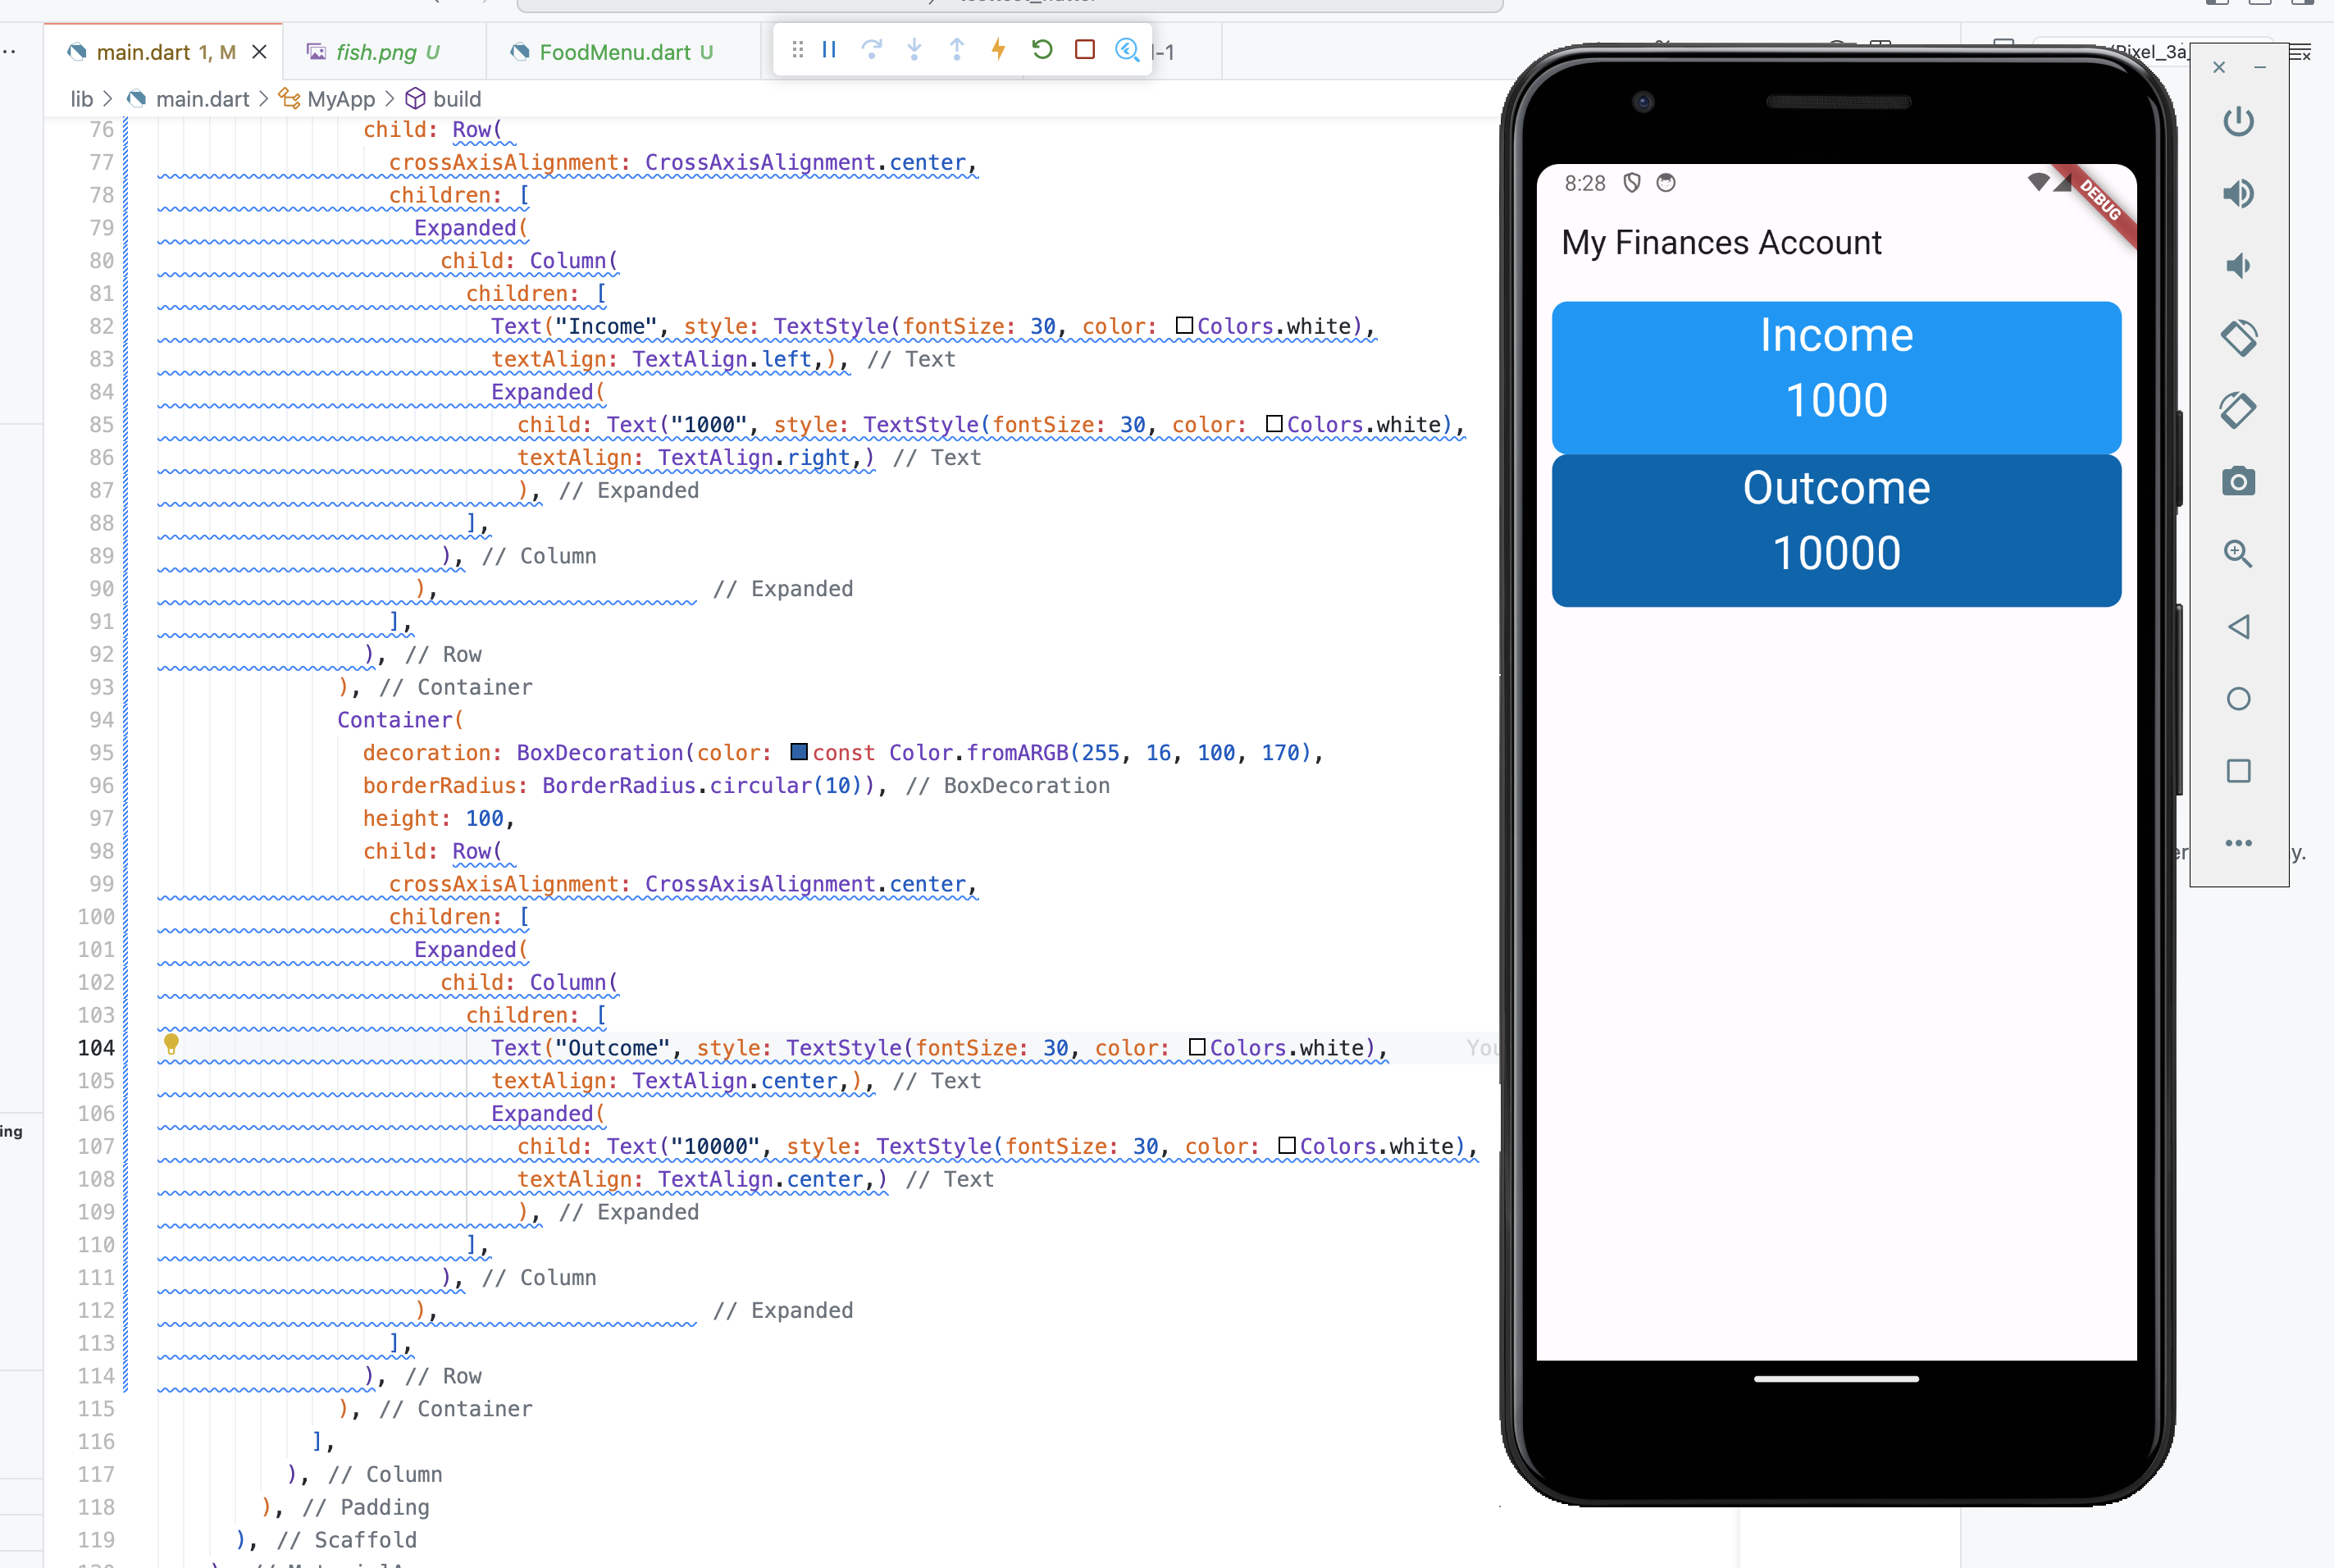 main.dart 1, M
fish.png U
FoodMenu.dart U
-1
lib > main.dart > MyApp > build
76 child: Row(
77 crossAxisAlignment: CrossAxisAlignment.center,
78 children: [
79 Expanded(
80 child: Column(
81 children: [
82 Text("Income", style: TextStyle(fontSize: 30, color: Colors.white),
83 textAlign: TextAlign.left,), // Text
84 Expanded(
85 child: Text("1000", style: TextStyle(fontSize: 30, color: Colors.white),
86 textAlign: TextAlign.right,) // Text
87 ), // Expanded
88 ],
89 ), // Column
90 ), // Expanded
91 ],
92 ), // Row
93 ), // Container
94 Container(
95 decoration: BoxDecoration(color: const Color.fromARGB(255, 16, 100, 170),
96 borderRadius: BorderRadius.circular(10)), // BoxDecoration
97 height: 100,
98 child: Row(
99 crossAxisAlignment: CrossAxisAlignment.center,
100 children: [
101 Expanded(
102 child: Column(
103 children: [
104 Text("Outcome", style: TextStyle(fontSize: 30, color: Colors.white), You
105 textAlign: TextAlign.center,), // Text
106 Expanded(
107 child: Text("10000", style: TextStyle(fontSize: 30, color: Colors.white),
108 textAlign: TextAlign.center,) // Text
109 ), // Expanded
110 ],
111 ), // Column
112 ), // Expanded
113 ],
114 ), // Row
115 ), // Container
116 ],
117 ), // Column
118 ), // Padding
119 ), // Scaffold
ing
8:28
DEBUG
My Finances Account
Income
1000
Outcome
10000
Pixel_3a
er
y.